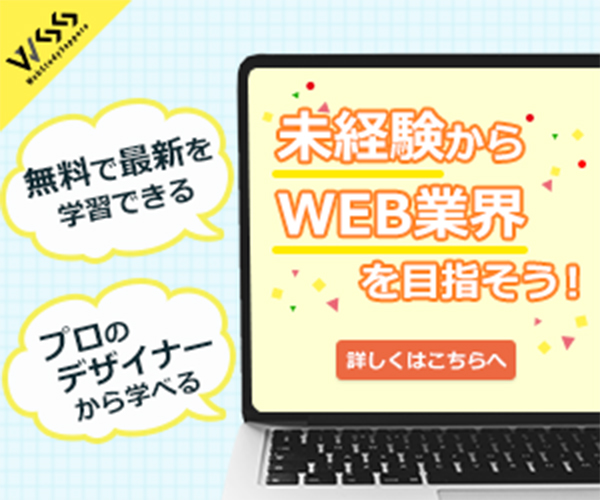 WSS
WebStudySupport
無料で最新を
学習できる
プロの
デザイナー
から学べる
未経験から
WEB業界
を目指そう！
詳しくはこちらへ